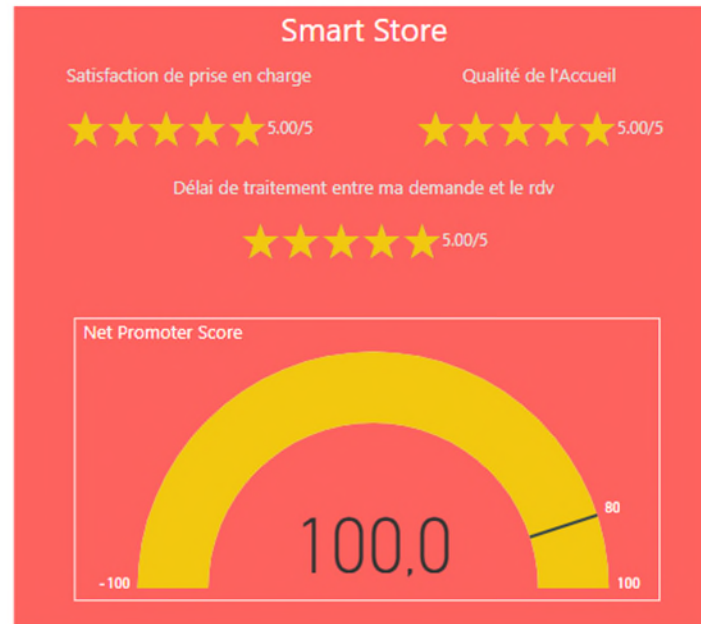 Smart Store
Satisfaction de prise en charge
Qualité de l'Accueil
5.00/5
5.00/5
Délai de traitement entre ma demande et le rdv
5.00/5
Net Promoter Score
80
100,0
-100
100